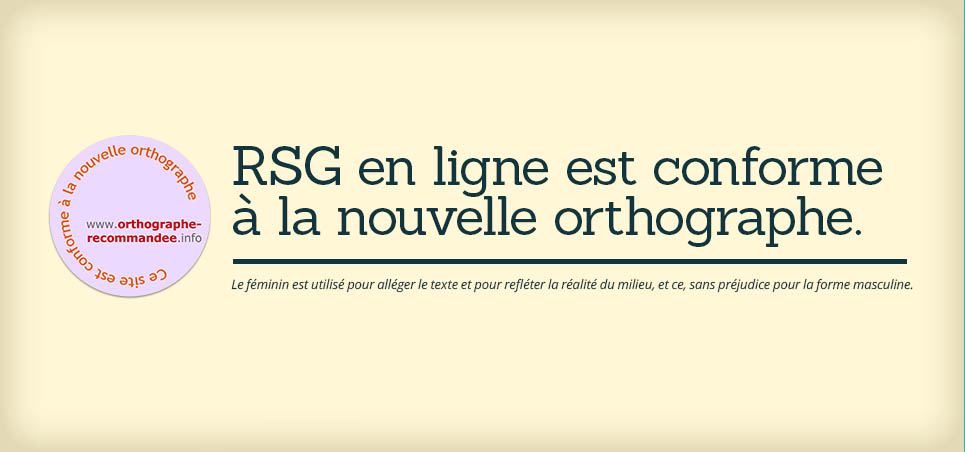 Ce site est conforme à la nouvelle orthographe
www.orthographe-
recommandee.info
RSG en ligne est conforme
à la nouvelle orthographe.
Le féminin est utilisé pour alléger le texte et pour refléter la réalité du milieu, et ce, sans préjudice pour la forme masculine.